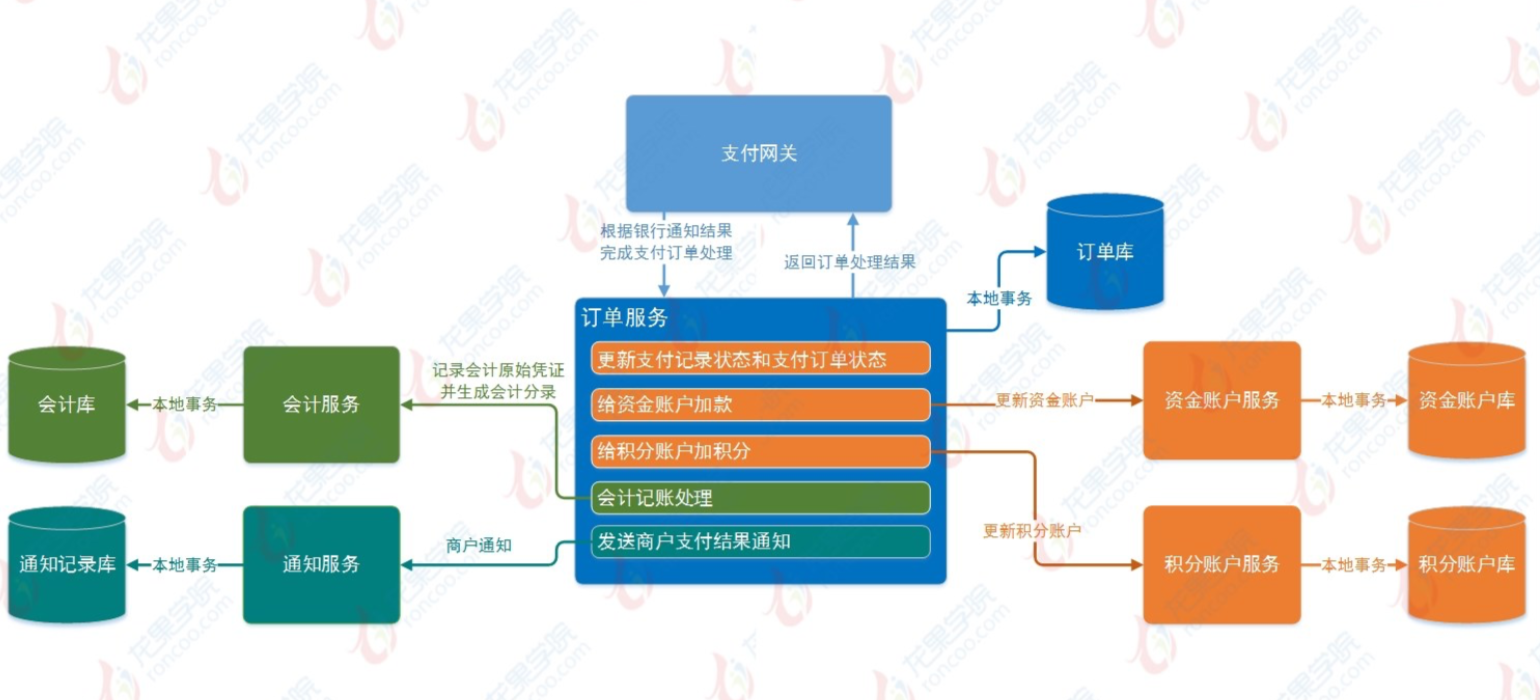 支付网关
根据银行通知结果
完成支付订单处理
返回订单处理结果
订单库
本地事务
订单服务
更新支付记录状态和支付订单状态
给资金账户加款
给积分账户加积分
会计记账处理
发送商户支付结果通知
记录会计原始凭证
并生成会计分录
会计库
本地事务
会计服务
更新资金账户
资金账户服务
本地事务
资金账户库
通知记录库
本地事务
通知服务
商户通知
更新积分账户
积分账户服务
本地事务
积分账户库
龙果学院
roncoo.com